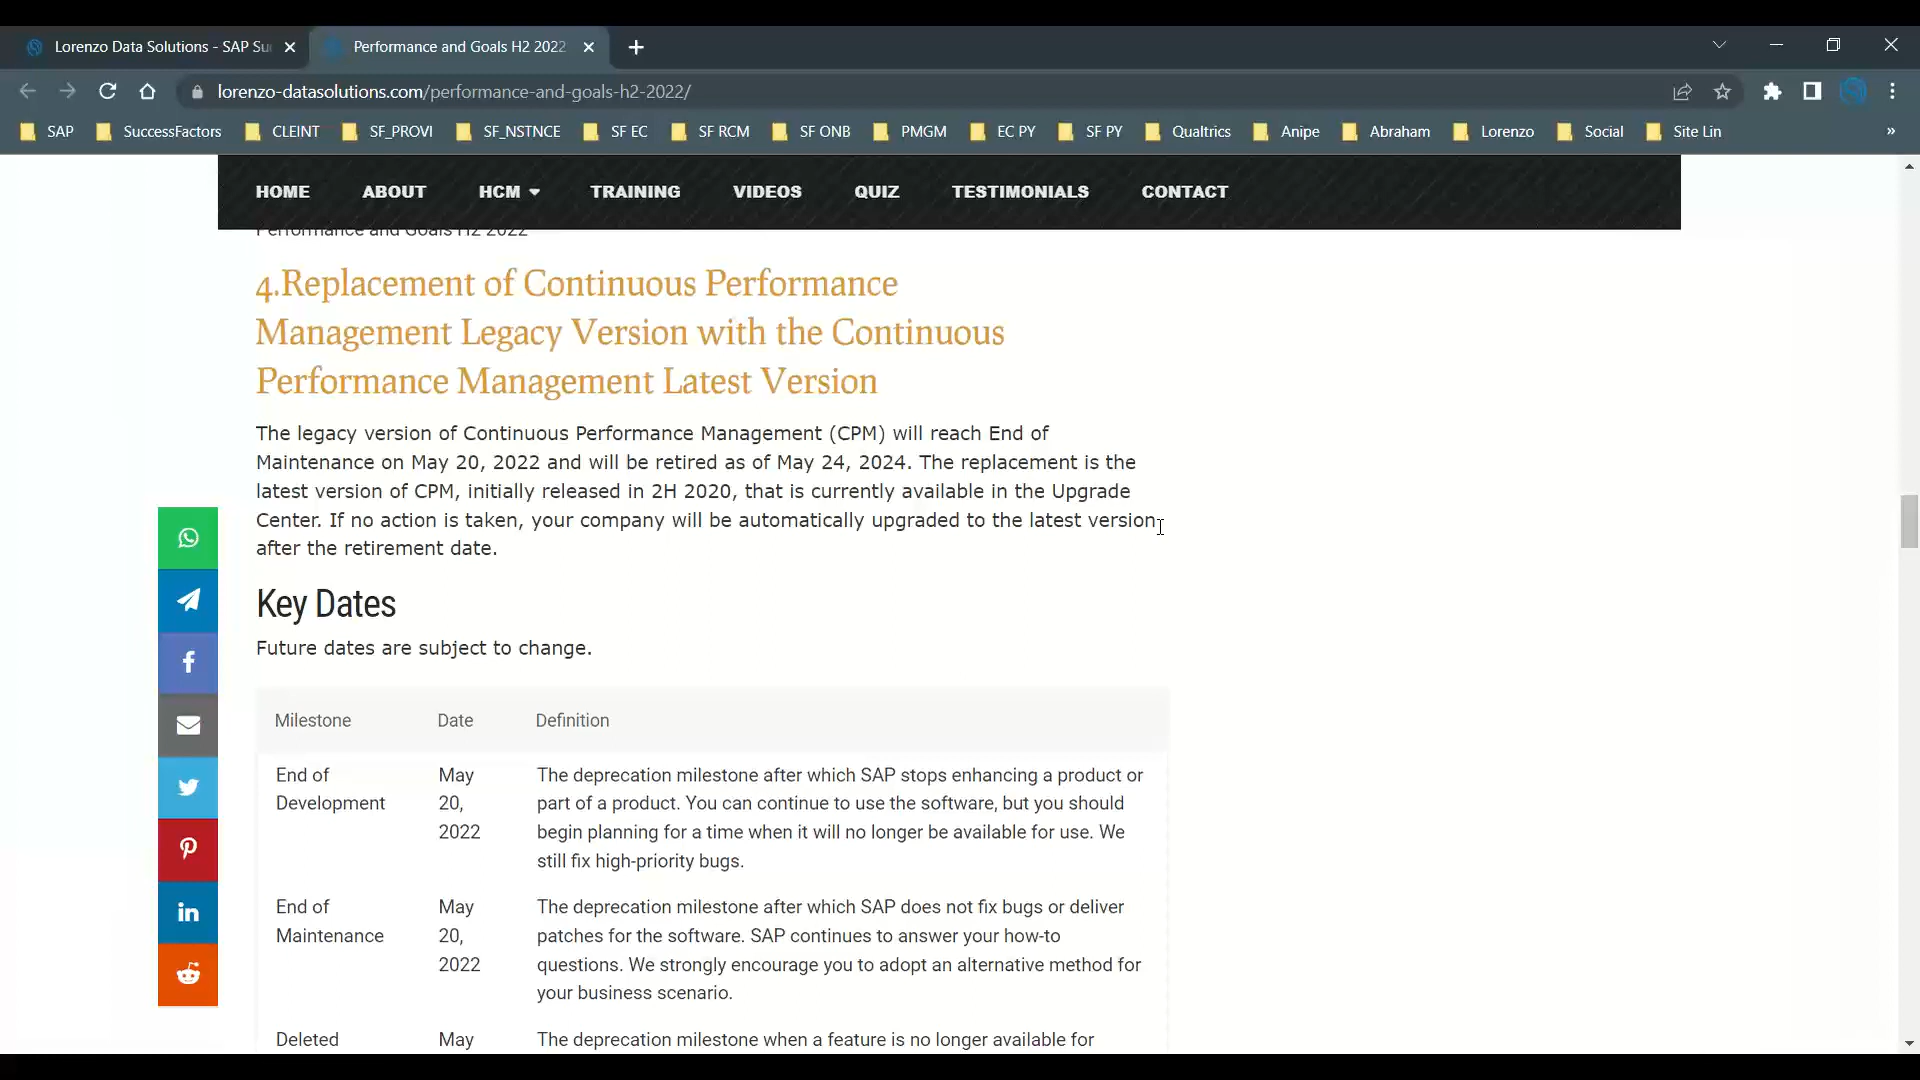 Lorenzo Data Solutions - SAP Su
Performance and Goals H2 2022
lorenzo-datasolutions.com/performance-and-goals-h2-2022/
SAP SuccessFactors CLEINT SF_PROVI SF_NSTNCE SF EC SF RCM SF ONB PMGM EC PY SF PY Qualtrics Anipe Abraham Lorenzo Social Site Lin »
HOME ABOUT HCM TRAINING VIDEOS QUIZ TESTIMONIALS CONTACT
Performance and Goals H2 2022
4.Replacement of Continuous Performance
Management Legacy Version with the Continuous
Performance Management Latest Version
The legacy version of Continuous Performance Management (CPM) will reach End of
Maintenance on May 20, 2022 and will be retired as of May 24, 2024. The replacement is the
latest version of CPM, initially released in 2H 2020, that is currently available in the Upgrade
Center. If no action is taken, your company will be automatically upgraded to the latest version
after the retirement date.
Key Dates
Future dates are subject to change.
Milestone Date Definition
End of May The deprecation milestone after which SAP stops enhancing a product or
Development 20, part of a product. You can continue to use the software, but you should
2022 begin planning for a time when it will no longer be available for use. We
still fix high-priority bugs.
End of May The deprecation milestone after which SAP does not fix bugs or deliver
Maintenance 20, patches for the software. SAP continues to answer your how-to
2022 questions. We strongly encourage you to adopt an alternative method for
your business scenario.
Deleted May The deprecation milestone when a feature is no longer available for